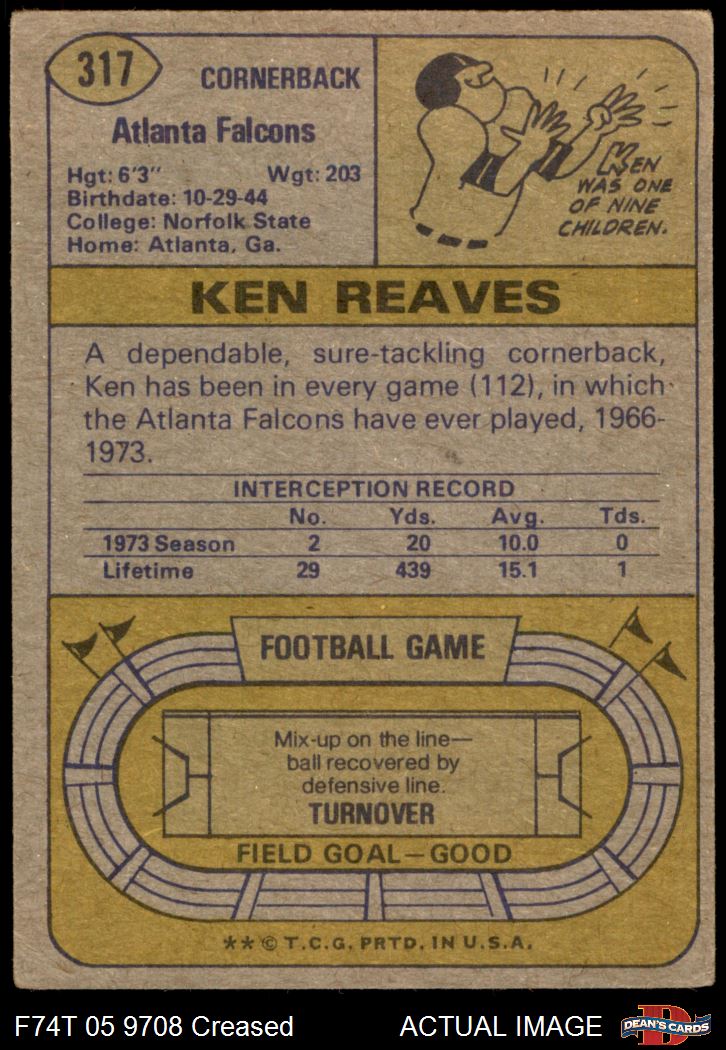 317
CORNERBACK
Atlanta Falcons
Hgt: 6'3" Wgt: 203
Birthdate: 10-29-44
College: Norfolk State
Home: Atlanta, Ga.
KEN
WAS ONE
OF NINE
CHILDREN.
KEN REAVES
A dependable, sure-tackling cornerback,
Ken has been in every game (112), in which
the Atlanta Falcons have ever played, 1966-
1973.
INTERCEPTION RECORD
No. Yds. Avg. Tds.
1973 Season 2 20 10.0 0
Lifetime 29 439 15.1 1
FOOTBALL GAME
Mix-up on the line—
ball recovered by
defensive line.
TURNOVER
FIELD GOAL—GOOD
** © T.C.G. PRTD. IN U.S.A.
F74T 05 9708 Creased ACTUAL IMAGE
D
DEAN'S CARDS